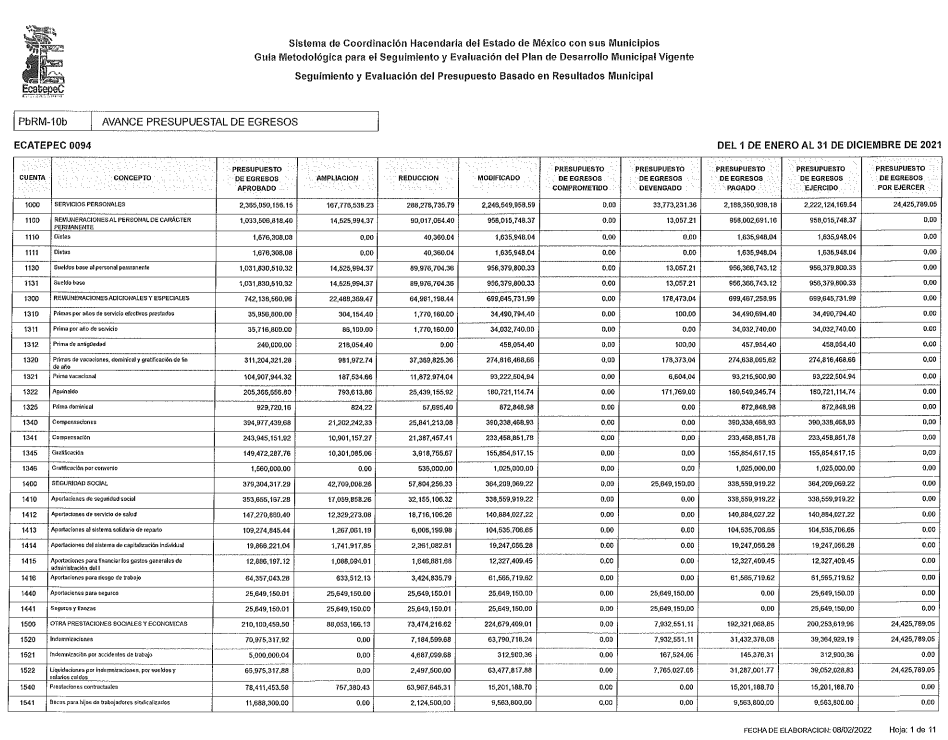 Ecatepec
Sistema de Coordinación Hacendaria del Estado de México con sus Municipios
Guia Metodológica para el Seguimiento y Evaluación del Plan de Desarrollo Municipal Vigente
Seguimiento y Evaluación del Presupuesto Basado en Resultados Municipal
PbRM-10b AVANCE PRESUPUESTAL DE EGRESOS
ECATEPEC 0094 DEL 1 DE ENERO AL 31 DE DICIEMBRE DE 2021
CUENTA CONCEPTO PRESUPUESTO DE EGRESOS APROBADO AMPLIACION REDUCCION MODIFICADO PRESUPUESTO DE EGRESOS COMPROMETIDO PRESUPUESTO DE EGRESOS DEVENGADO PRESUPUESTO DE EGRESOS PAGADO PRESUPUESTO DE EGRESOS EJERCIDO PRESUPUESTO DE EGRESOS POR EJERCER
1000 SERVICIOS PERSONALES 2,365,050,156.15 167,778,538.23 286,278,735.79 2,246,549,958.59 0.00 33,773,231.36 2,188,350,938.18 2,222,124,169.54 24,425,789.05
1100 REMUNERACIONES AL PERSONAL DE CARÁCTER PERMANENTE 1,033,506,818.40 14,525,994.37 90,017,064.40 958,015,748.37 0.00 13,057.21 958,002,691.16 958,015,748.37 0.00
1110 Dietas 1,676,308.08 0.00 40,360.04 1,635,948.04 0.00 0.00 1,635,948.04 1,635,948.04 0.00
1111 Dietas 1,676,308.08 0.00 40,360.04 1,635,948.04 0.00 0.00 1,635,948.04 1,635,948.04 0.00
1130 Sueldos base al personal permanente 1,031,830,510.32 14,525,994.37 89,976,704.36 956,379,800.33 0.00 13,057.21 956,366,743.12 956,379,800.33 0.00
1131 Sueldo base 1,031,830,510.32 14,525,994.37 89,976,704.36 956,379,800.33 0.00 13,057.21 956,366,743.12 956,379,800.33 0.00
1300 REMUNERACIONES ADICIONALES Y ESPECIALES 742,138,560.96 22,488,369.47 64,981,198.44 699,645,731.99 0.00 178,473.04 699,467,258.95 699,645,731.99 0.00
1310 Primas por años de servicio efectivos prestados 35,956,800.00 304,154.40 1,770,160.00 34,490,794.40 0.00 100.00 34,490,694.40 34,490,794.40 0.00
1311 Prima por año de servicio 35,716,800.00 86,100.00 1,770,160.00 34,032,740.00 0.00 0.00 34,032,740.00 34,032,740.00 0.00
1312 Prima de antigüedad 240,000.00 218,054.40 0.00 458,054.40 0.00 100.00 457,954.40 458,054.40 0.00
1320 Primas de vacaciones, dominical y gratificación de fin de año 311,204,321.28 981,972.74 37,369,825.36 274,816,468.66 0.00 178,373.04 274,638,095.62 274,816,468.66 0.00
1321 Prima vacacional 104,907,944.32 187,534.66 11,872,974.04 93,222,504.94 0.00 6,604.04 93,215,900.90 93,222,504.94 0.00
1322 Aguinaldo 205,366,656.80 793,613.86 25,439,155.92 180,721,114.74 0.00 171,769.00 180,549,345.74 180,721,114.74 0.00
1325 Prima dominical 929,720.16 824.22 57,695.40 872,848.98 0.00 0.00 872,848.98 872,848.98 0.00
1340 Compensaciones 394,977,439.68 21,202,242.33 25,841,213.08 390,338,468.93 0.00 0.00 390,338,468.93 390,338,468.93 0.00
1341 Compensación 243,945,151.92 10,901,157.27 21,387,457.41 233,458,851.78 0.00 0.00 233,458,851.78 233,458,851.78 0.00
1345 Gratificación 149,472,287.76 10,301,085.06 3,918,755.67 155,854,617.15 0.00 0.00 155,854,617.15 155,854,617.15 0.00
1346 Gratificación por convenio 1,560,000.00 0.00 535,000.00 1,025,000.00 0.00 0.00 1,025,000.00 1,025,000.00 0.00
1400 SEGURIDAD SOCIAL 379,304,317.29 42,709,008.26 57,804,256.33 364,209,069.22 0.00 25,649,150.00 338,559,919.22 364,209,069.22 0.00
1410 Aportaciones de seguridad social 353,655,167.28 17,059,858.26 32,155,106.32 338,559,919.22 0.00 0.00 338,559,919.22 338,559,919.22 0.00
1412 Aportaciones de servicio de salud 147,270,860.40 12,329,273.08 18,716,106.26 140,884,027.22 0.00 0.00 140,884,027.22 140,884,027.22 0.00
1413 Aportaciones al sistema solidario de reparto 109,274,845.44 1,267,061.19 6,006,199.98 104,535,706.65 0.00 0.00 104,535,706.65 104,535,706.65 0.00
1414 Aportaciones del sistema de capitalización individual 19,866,221.04 1,741,917.85 2,361,082.61 19,247,056.28 0.00 0.00 19,247,056.28 19,247,056.28 0.00
1415 Aportaciones para financiar los gastos generales de administración del I 12,886,197.12 1,088,094.01 1,646,881.68 12,327,409.45 0.00 0.00 12,327,409.45 12,327,409.45 0.00
1416 Aportaciones para riesgo de trabajo 64,357,043.28 633,512.13 3,424,835.79 61,565,719.62 0.00 0.00 61,565,719.62 61,565,719.62 0.00
1440 Aportaciones para seguros 25,649,150.01 25,649,150.00 25,649,150.01 25,649,150.00 0.00 25,649,150.00 0.00 25,649,150.00 0.00
1441 Seguros y fianzas 25,649,150.01 25,649,150.00 25,649,150.01 25,649,150.00 0.00 25,649,150.00 0.00 25,649,150.00 0.00
1500 OTRA PRESTACIONES SOCIALES Y ECONOMICAS 210,100,459.50 88,053,166.13 73,474,216.62 224,679,409.01 0.00 7,932,551.11 192,321,068.85 200,253,619.96 24,425,789.05
1520 Indemnizaciones 70,975,317.92 0.00 7,184,599.68 63,790,718.24 0.00 7,932,551.11 31,432,378.08 39,364,929.19 24,425,789.05
1521 Indemnización por accidentes de trabajo 5,000,000.04 0.00 4,687,099.68 312,900.36 0.00 167,524.05 145,376.31 312,900.36 0.00
1522 Liquidaciones por indemnizaciones, por sueldos y salarios caídos 65,975,317.88 0.00 2,497,500.00 63,477,817.88 0.00 7,765,027.06 31,287,001.77 39,052,028.83 24,425,789.05
1540 Prestaciones contractuales 78,411,453.58 757,380.43 63,967,645.31 15,201,188.70 0.00 0.00 15,201,188.70 15,201,188.70 0.00
1541 Becas para hijos de trabajadores sindicalizados 11,688,300.00 0.00 2,124,500.00 9,563,800.00 0.00 0.00 9,563,800.00 9,563,800.00 0.00
FECHA DE ELABORACION: 08/02/2022 Hoja: 1 de 11